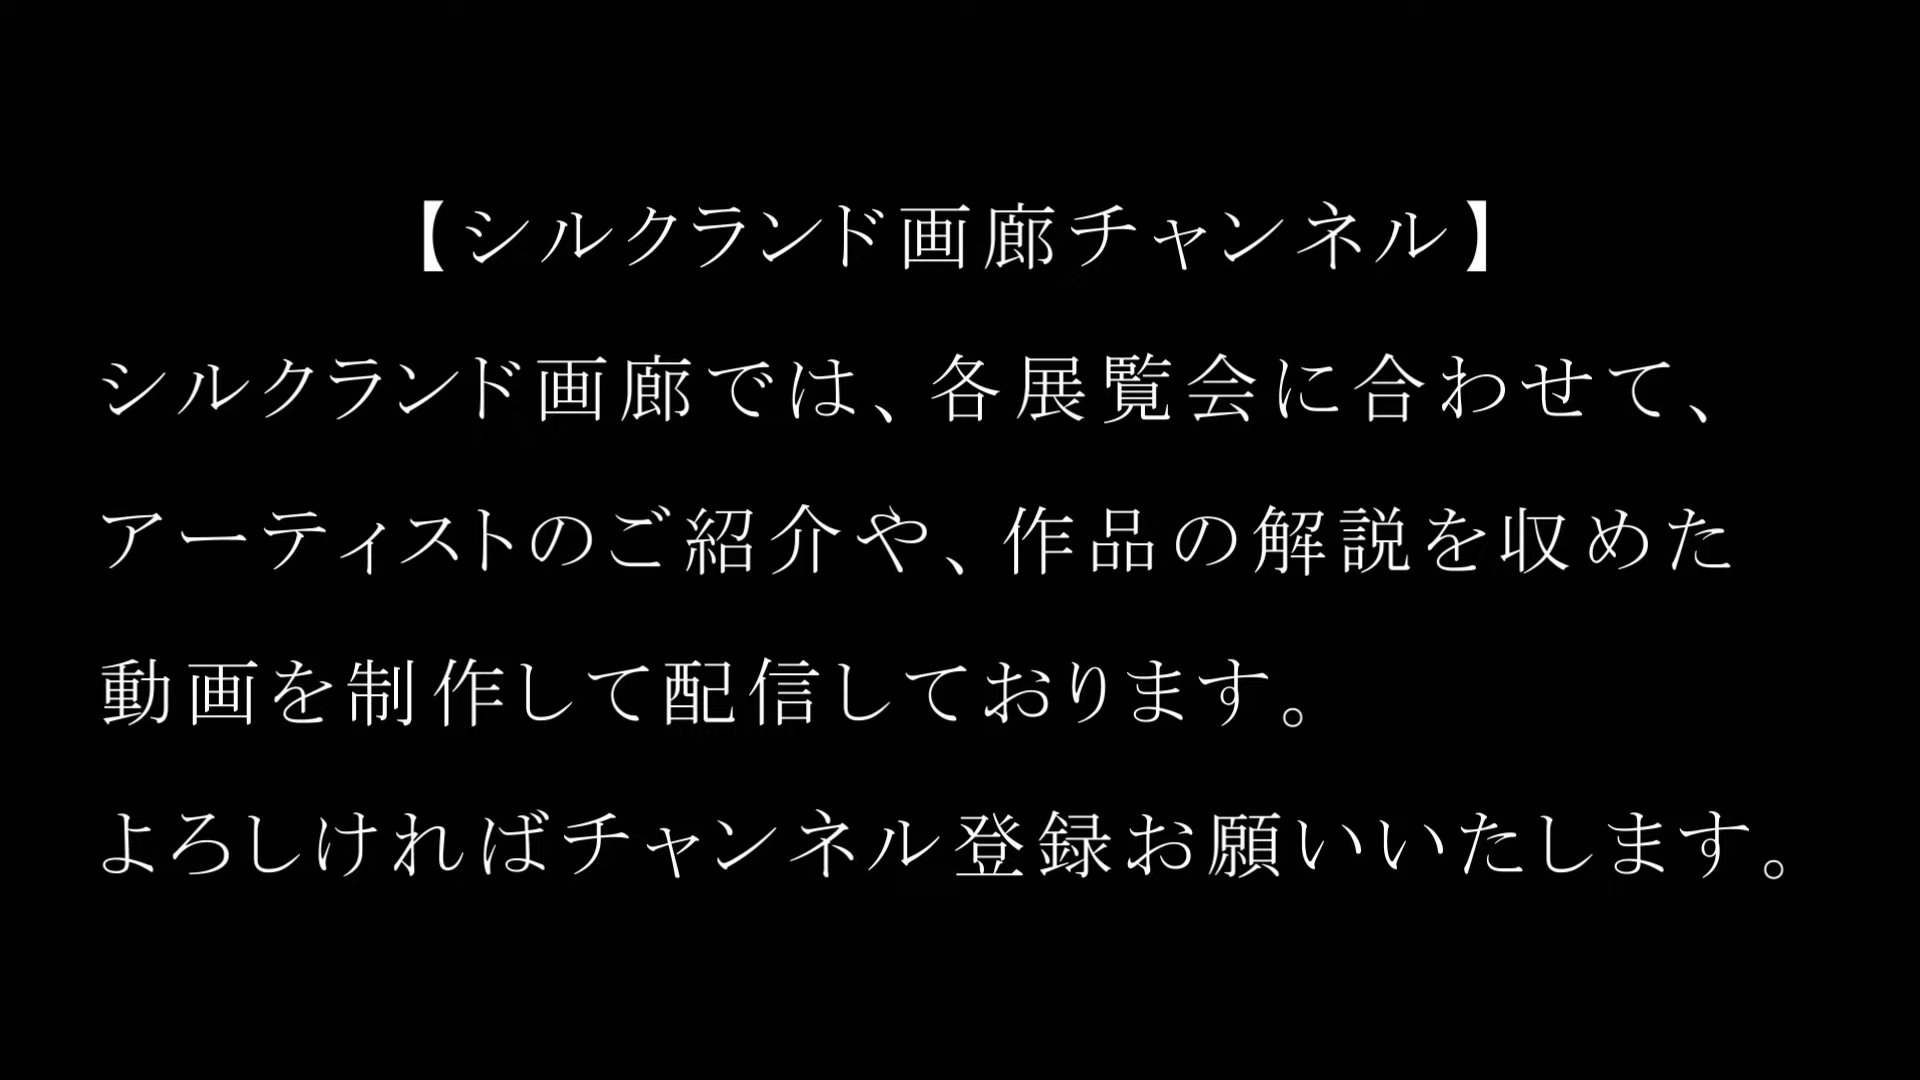 【シルクランド画廊チャンネル】
シルクランド画廊では、各展覧会に合わせて、
アーティストのご紹介や、作品の解説を収めた
動画を制作して配信しております。
よろしければチャンネル登録お願いいたします。